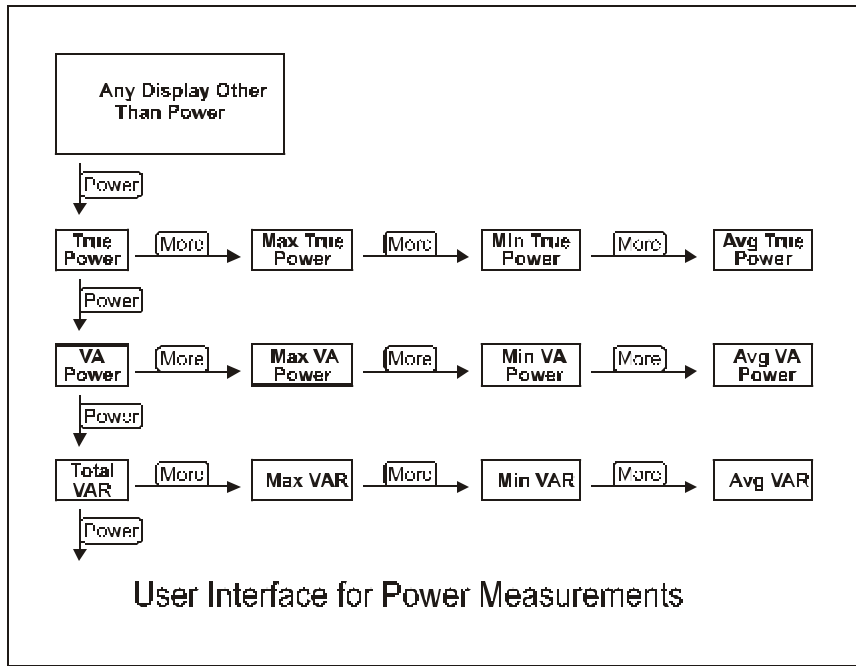 Any Display Other
Than Power
Power
True
Power
More
Max True
Power
More
Min True
Power
More
Avg True
Power
Power
VA
Power
More
Max VA
Power
More
Min VA
Power
More
Avg VA
Power
Power
Total
VAR
More
Max VAR
More
Min VAR
More
Avg VAR
Power
User Interface for Power Measurements